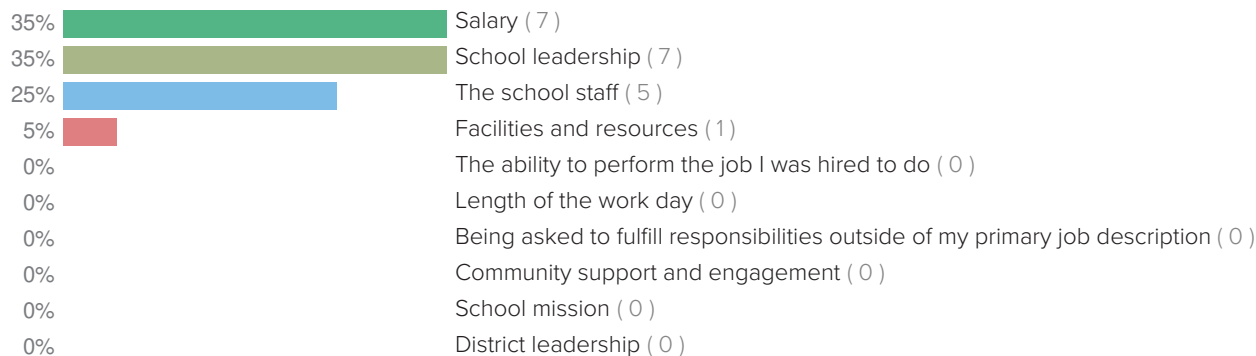 35% Salary ( 7 )
35% School leadership ( 7 )
25% The school staff ( 5 )
5% Facilities and resources ( 1 )
0% The ability to perform the job I was hired to do ( 0 )
0% Length of the work day ( 0 )
0% Being asked to fulfill responsibilities outside of my primary job description ( 0 )
0% Community support and engagement ( 0 )
0% School mission ( 0 )
0% District leadership ( 0 )